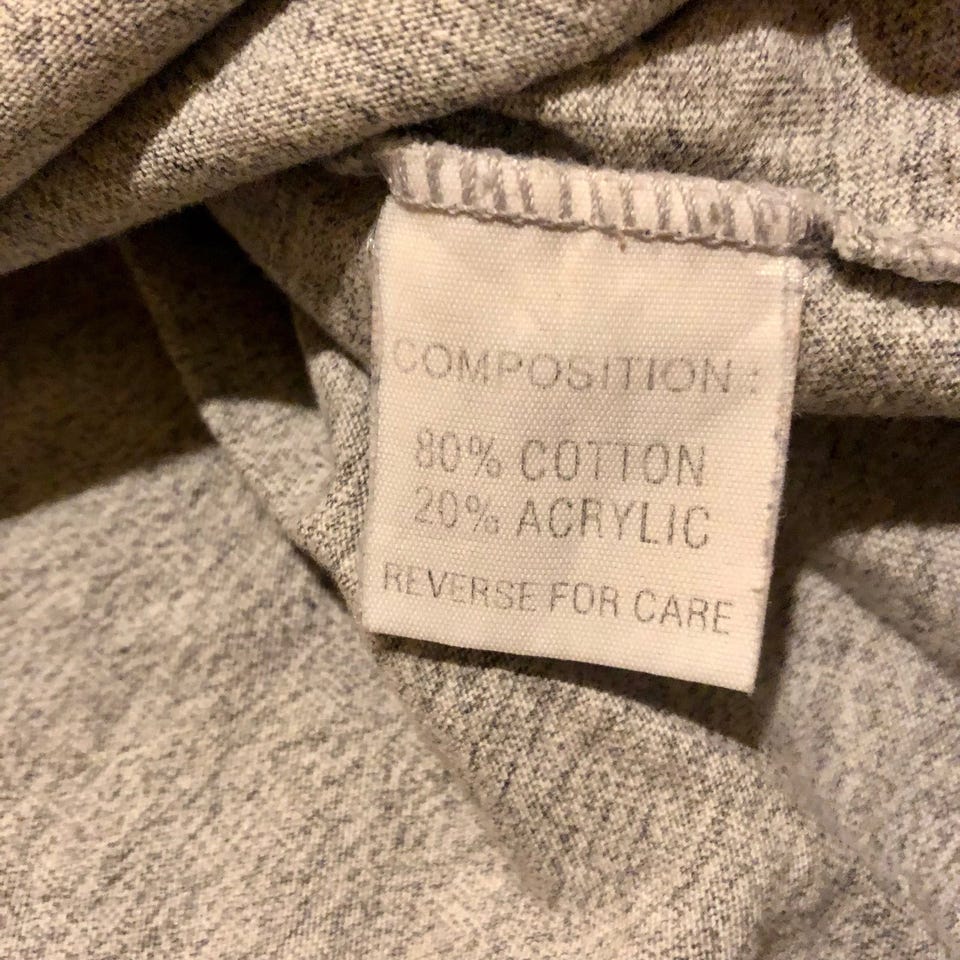 COMPOSITION :
80% COTTON
20% ACRYLIC
REVERSE FOR CARE